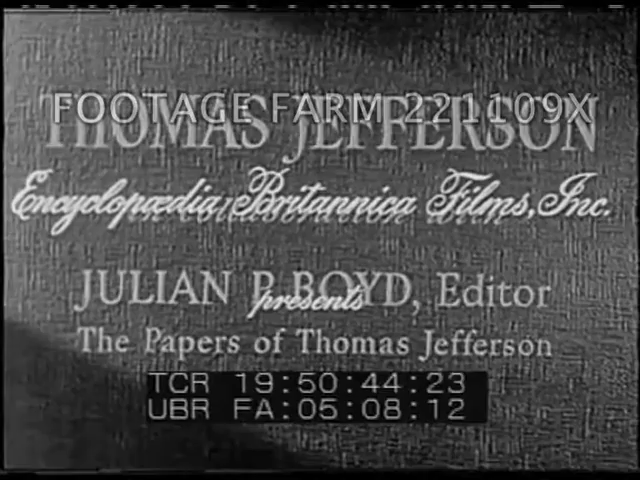 FOOTAGE FARM 221109X
THOMAS JEFFERSON
Encyclopædia Britannica Films, Inc.
JULIAN P. BOYD, Editor
presents
The Papers of Thomas Jefferson
TCR 19:50:44:23
UBR FA:05:08:12